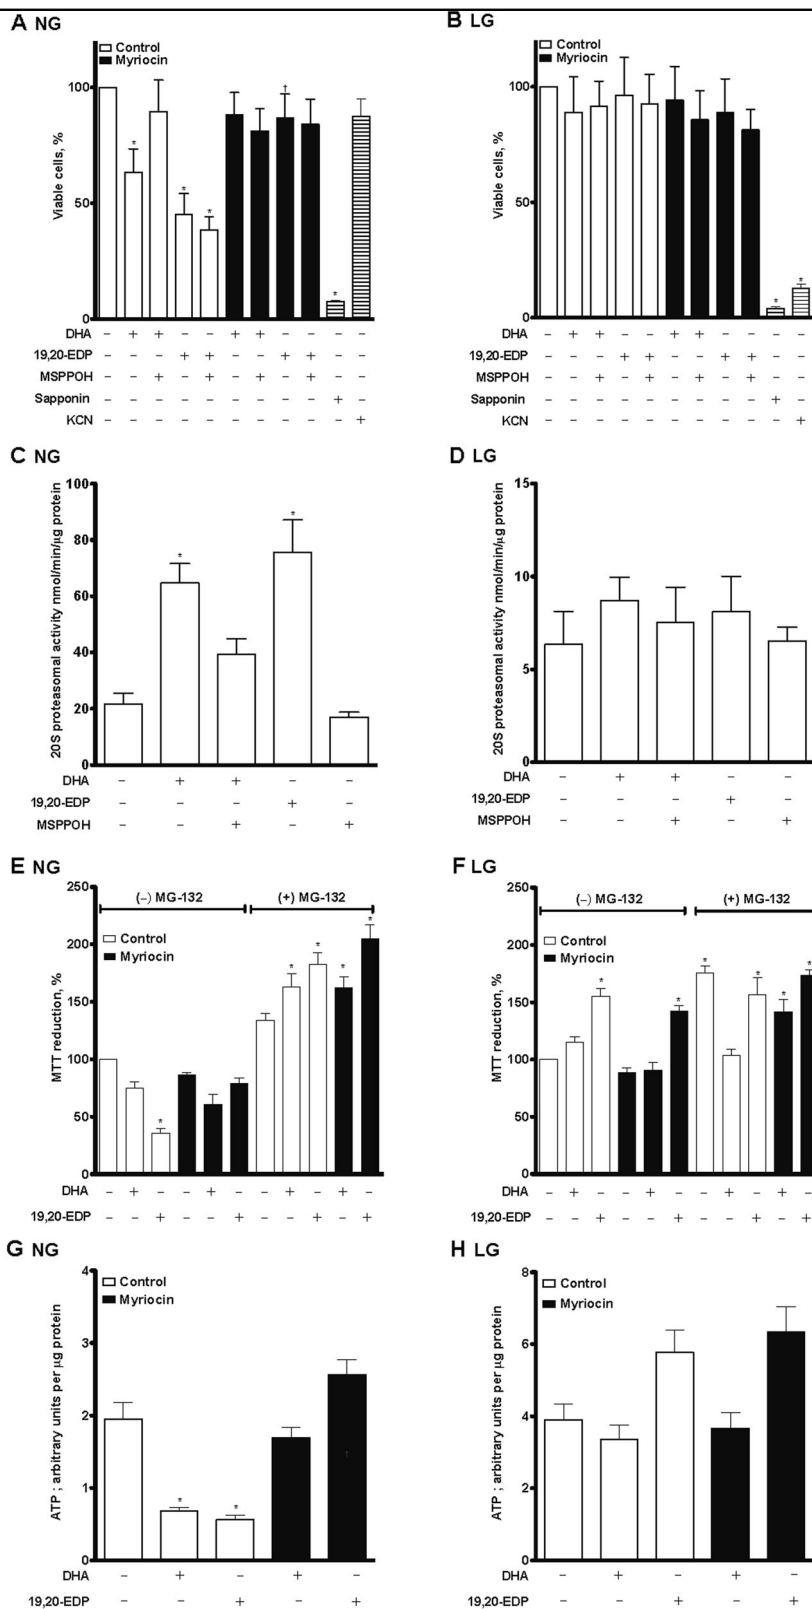 A NG
Control
Myriocin
100
50
0
Viable cells, %
* * * * † *
DHA – + + – – + + – – – –
19,20-EDP – – – + + – – + + – –
MSPPOH – – + – + – + – + – –
Sapponin – – – – – – – – – + –
KCN – – – – – – – – – – +
B LG
Control
Myriocin
100
50
0
Viable cells, %
* *
DHA – + + – – + + – – – –
19,20-EDP – – – + + – – + + – –
MSPPOH – – + – + – + – + – –
Sapponin – – – – – – – – – + –
KCN – – – – – – – – – – +
C NG
100
80
60
40
20
0
20S proteasomal activity nmol/min/µg protein
* *
DHA – + + – –
19,20-EDP – – – + –
MSPPOH – – + – +
D LG
15
10
5
0
20S proteasomal activity nmol/min/µg protein
DHA – + + – –
19,20-EDP – – – + –
MSPPOH – – + – +
E NG
(–) MG-132 (+) MG-132
Control
Myriocin
250
200
150
100
50
0
MTT reduction, %
* * * * *
DHA – + – – + – – + – + –
19,20-EDP – – + – – + – – + – +
F LG
(–) MG-132 (+) MG-132
Control
Myriocin
250
200
150
100
50
0
MTT reduction, %
* * * * * *
DHA – + – – + – – + – + –
19,20-EDP – – + – – + – – + – +
G NG
Control
Myriocin
4
3
2
1
0
ATP ; arbitrary units per µg protein
* * †
DHA – + – + –
19,20-EDP – – + – +
H LG
Control
Myriocin
8
6
4
2
0
ATP ; arbitrary units per µg protein
DHA – + – + –
19,20-EDP – – + – +